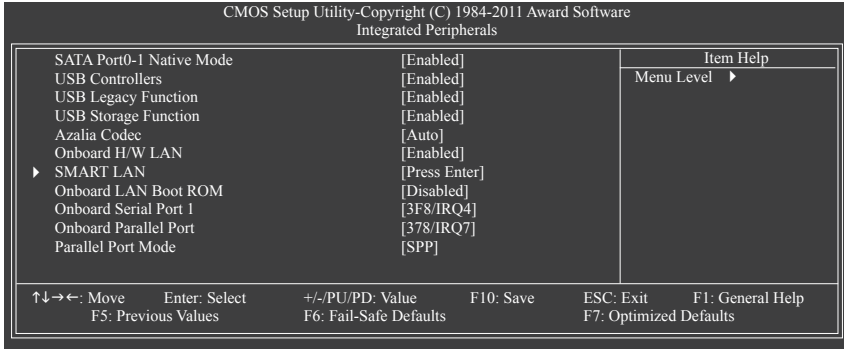 CMOS Setup Utility-Copyright (C) 1984-2011 Award Software
Integrated Peripherals
SATA Port0-1 Native Mode [Enabled]
USB Controllers [Enabled]
USB Legacy Function [Enabled]
USB Storage Function [Enabled]
Azalia Codec [Auto]
Onboard H/W LAN [Enabled]
SMART LAN [Press Enter]
Onboard LAN Boot ROM [Disabled]
Onboard Serial Port 1 [3F8/IRQ4]
Onboard Parallel Port [378/IRQ7]
Parallel Port Mode [SPP]
Item Help
Menu Level
↑↓→←: Move Enter: Select +/-/PU/PD: Value F10: Save ESC: Exit F1: General Help
F5: Previous Values F6: Fail-Safe Defaults F7: Optimized Defaults